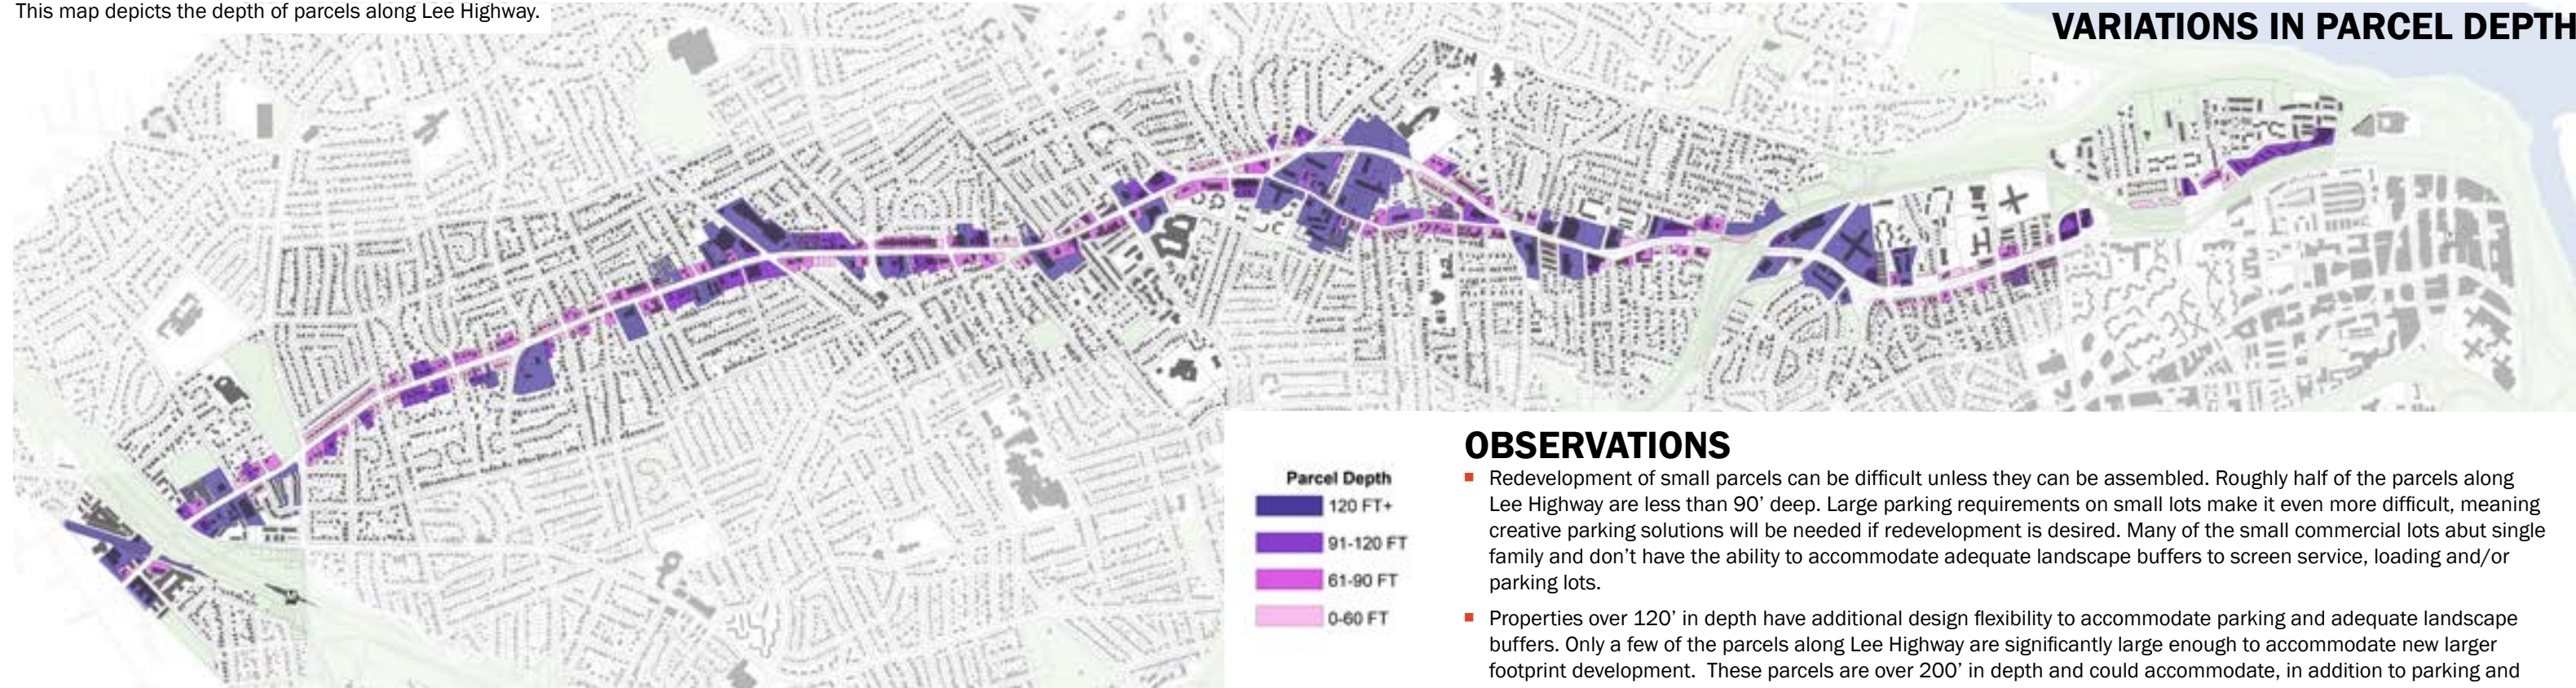 This map depicts the depth of parcels along Lee Highway.
VARIATIONS IN PARCEL DEPTH
OBSERVATIONS
Parcel Depth
120 FT+
91-120 FT
61-90 FT
0-60 FT
▪ Redevelopment of small parcels can be difficult unless they can be assembled. Roughly half of the parcels along
Lee Highway are less than 90’ deep. Large parking requirements on small lots make it even more difficult, meaning
creative parking solutions will be needed if redevelopment is desired. Many of the small commercial lots abut single
family and don’t have the ability to accommodate adequate landscape buffers to screen service, loading and/or
parking lots.
▪ Properties over 120’ in depth have additional design flexibility to accommodate parking and adequate landscape
buffers. Only a few of the parcels along Lee Highway are significantly large enough to accommodate new larger
footprint development. These parcels are over 200’ in depth and could accommodate, in addition to parking and